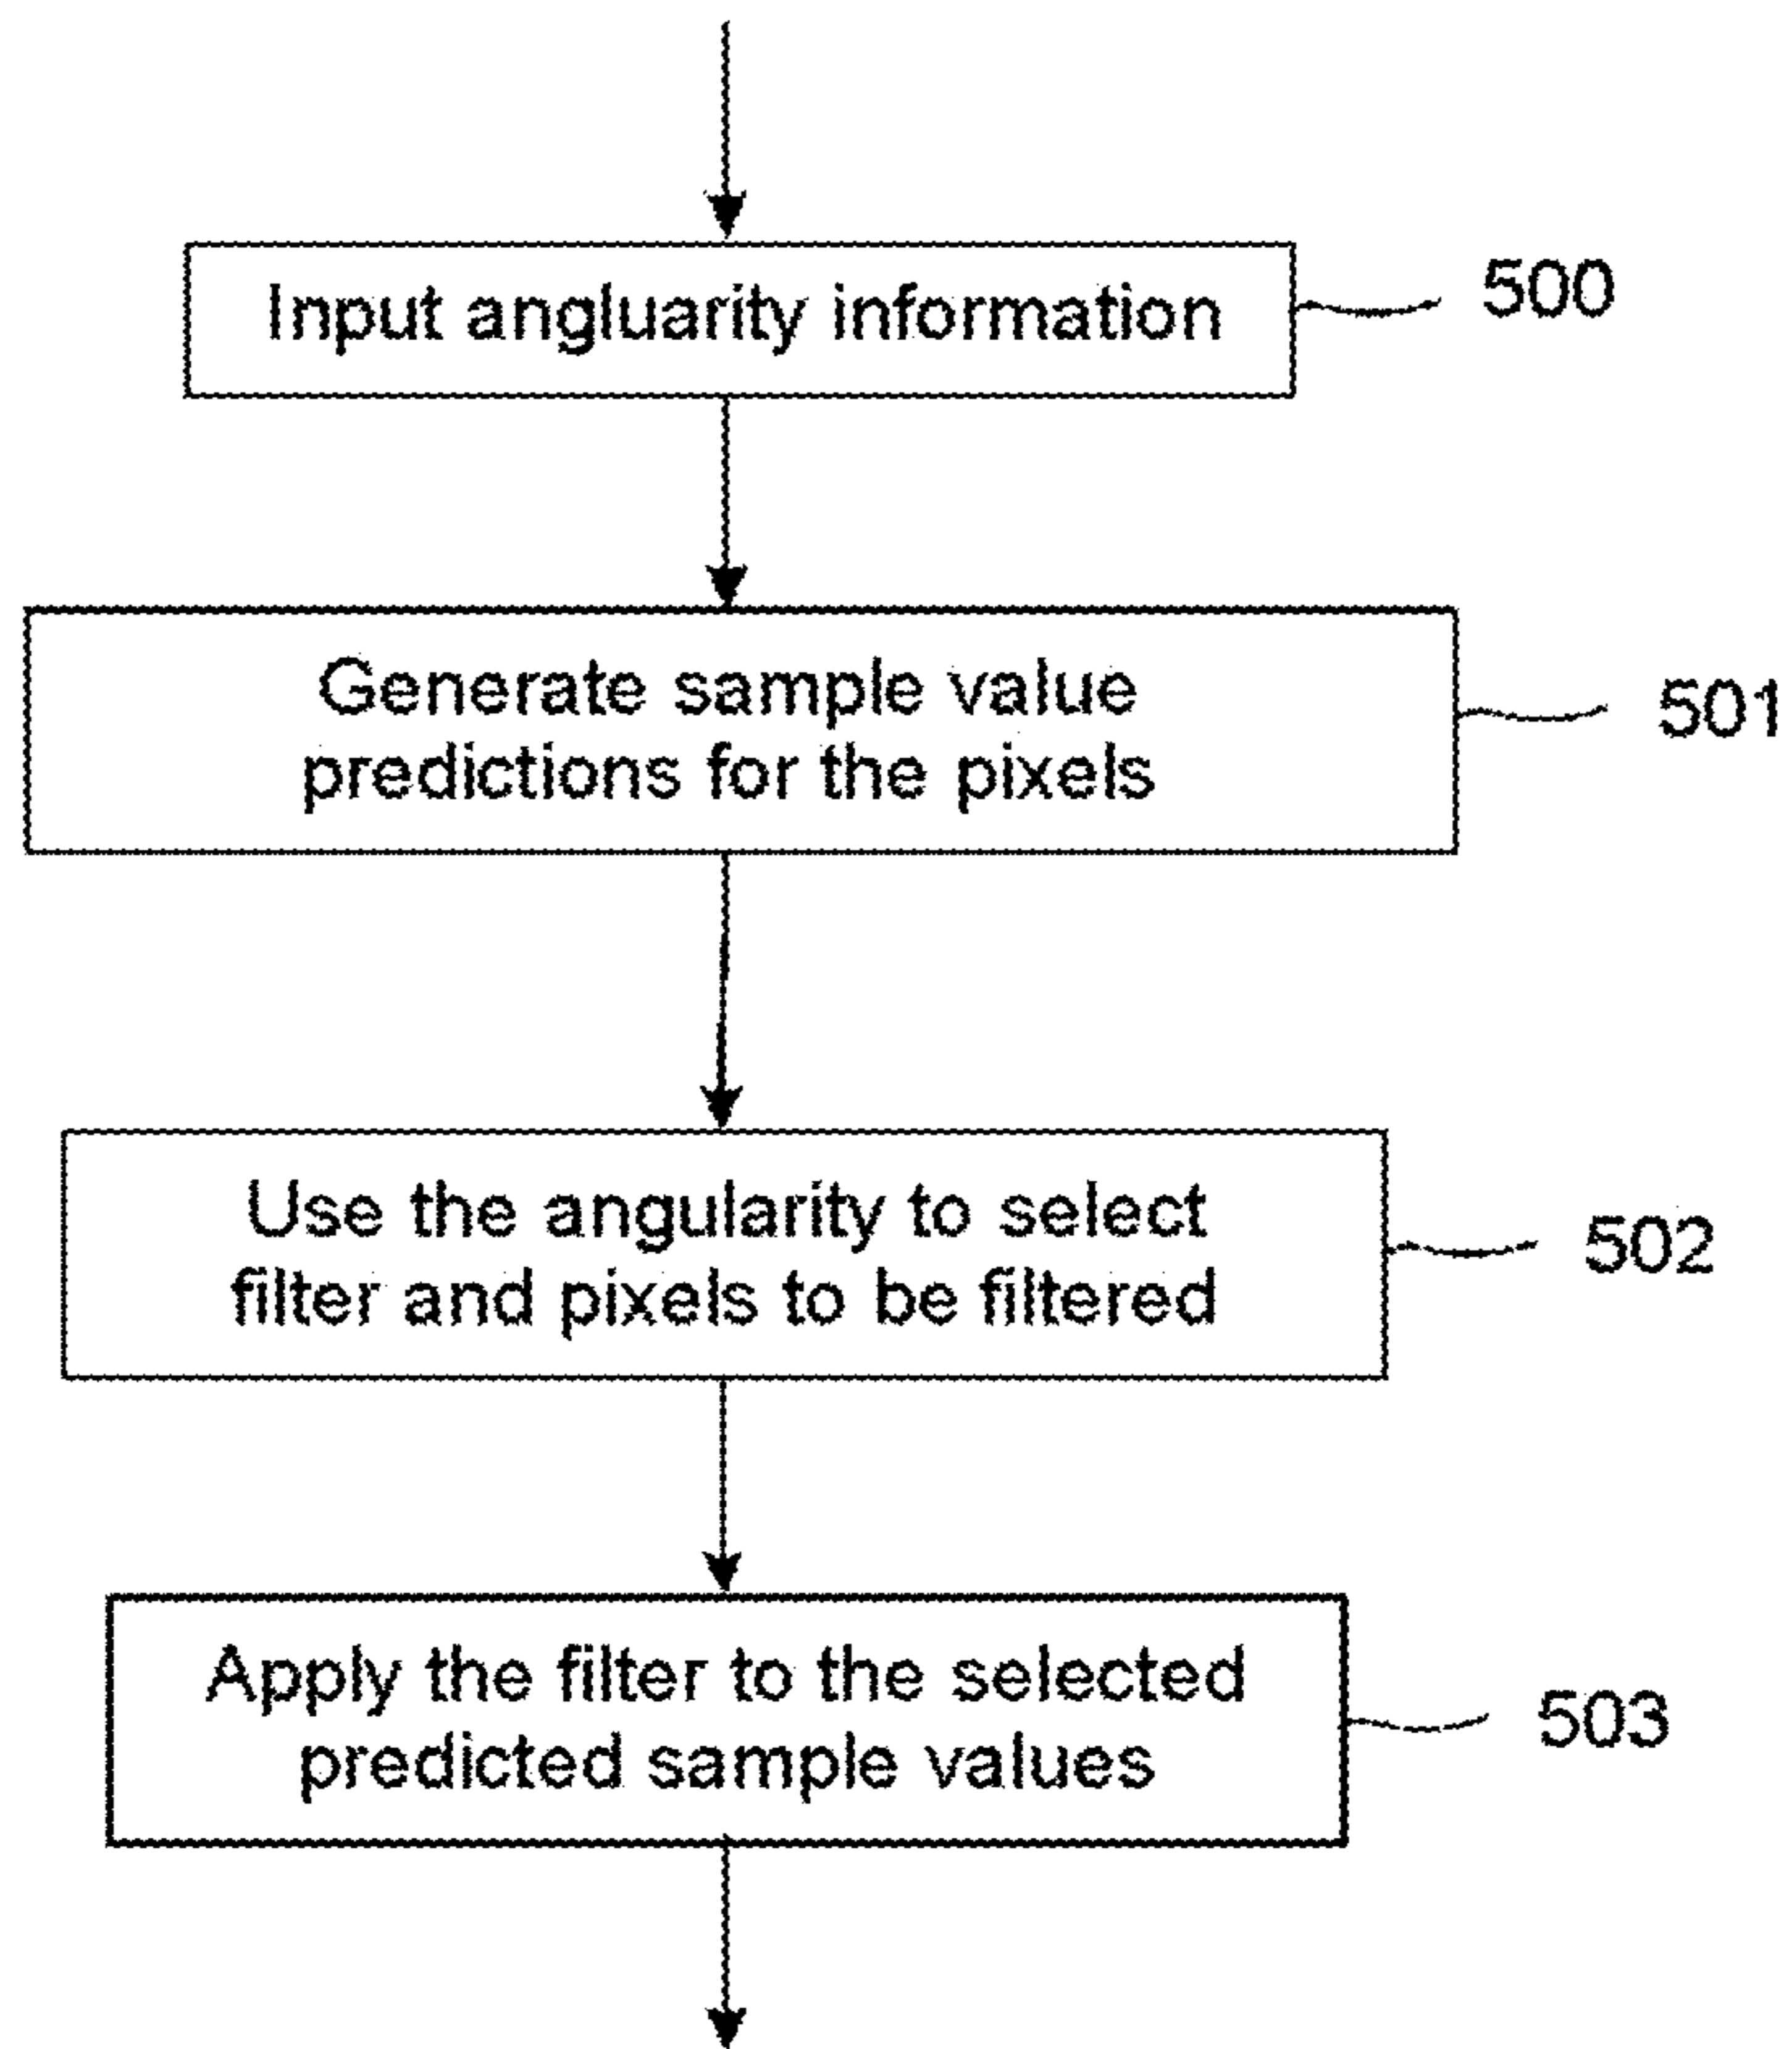 Input angluarity information
500
Generate sample value
predictions for the pixels
501
Use the angularity to select
filter and pixels to be filtered
502
Apply the filter to the selected
predicted sample values
503